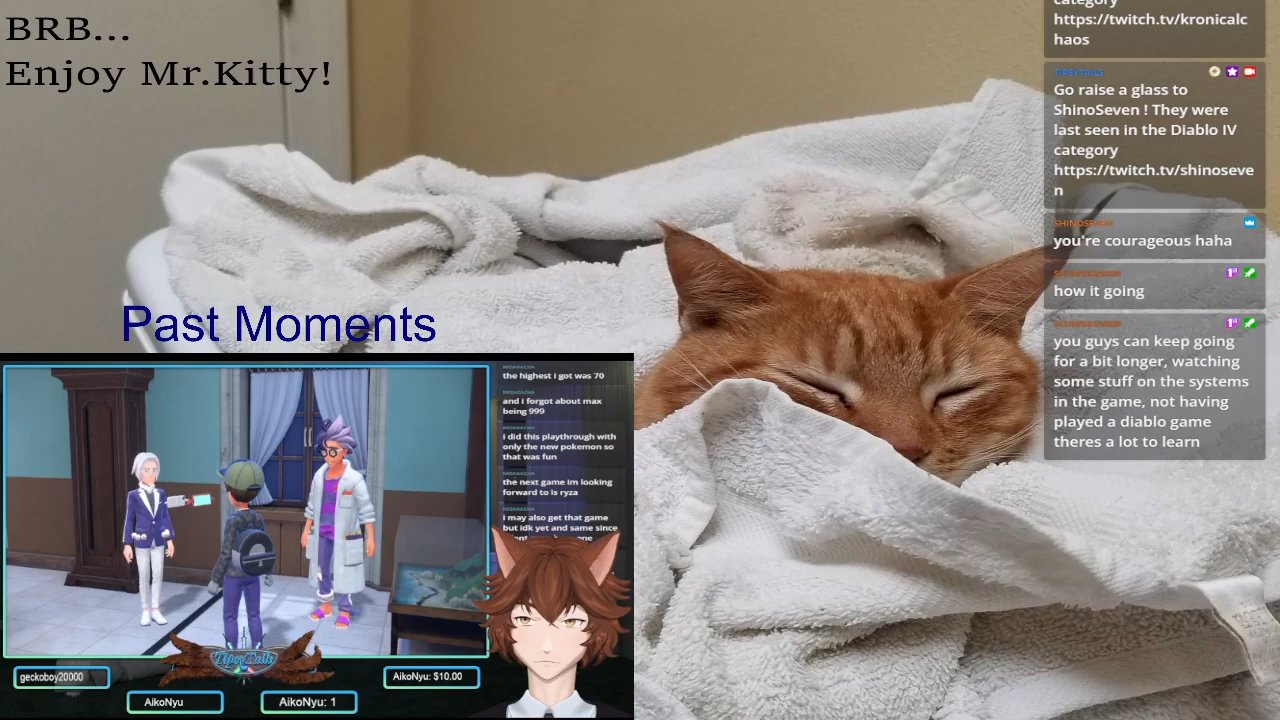 BRB...
Enjoy Mr.Kitty!
Past Moments
category
https://twitch.tv/kronicalc
haos
TIPSYTAILS
Go raise a glass to
ShinoSeven ! They were
last seen in the Diablo IV
category
https://twitch.tv/shinoseve
n
SHINOSEVEN
you're courageous haha
how it going
you guys can keep going
for a bit longer, watching
some stuff on the systems
in the game, not having
played a diablo game
theres a lot to learn
the highest i got was 70
and i forgot about max
being 999
i did this playthrough with
only the new pokemon so
that was fun
the next game im looking
forward to is ryza
i may also get that game
but idk yet and same since
TipsyTails
geckoboy20000
AikoNyu
AikoNyu: 1
AikoNyu: $10.00